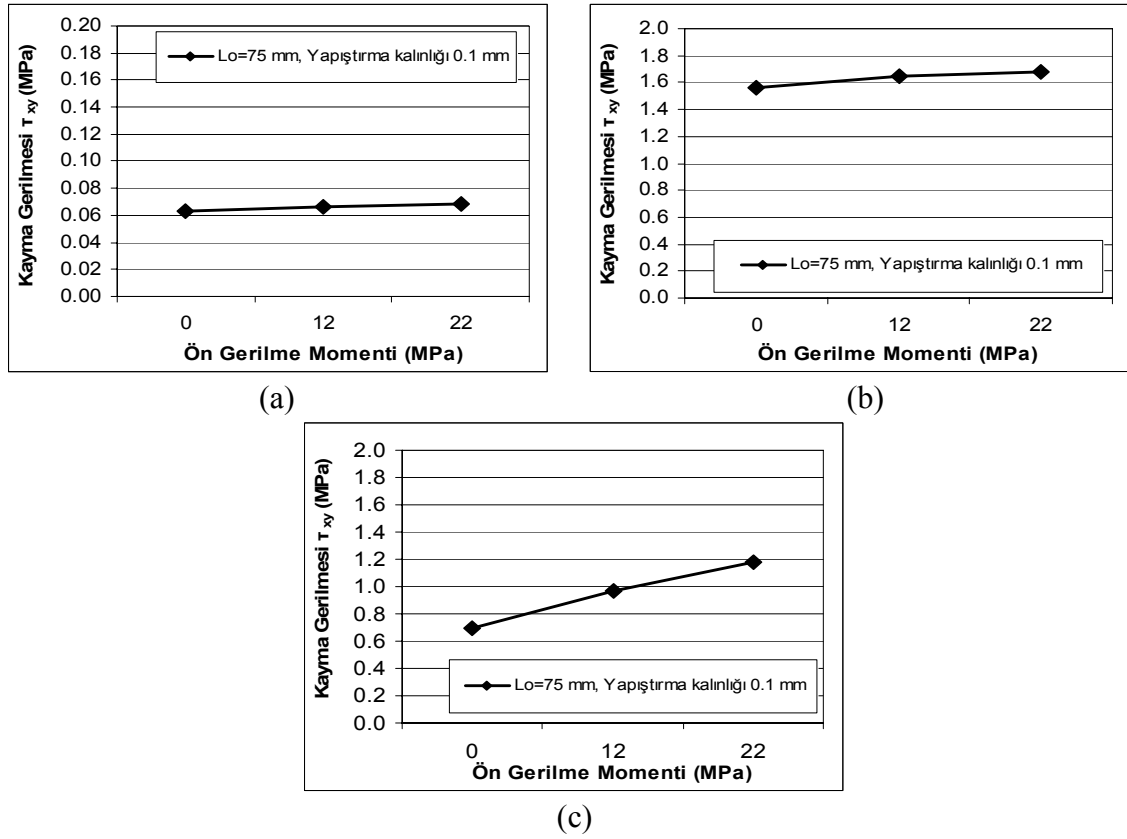 Kayma Gerilmesi τ xy (MPa)
0.20
0.18
0.16
0.14
0.12
0.10
0.08
0.06
0.04
0.02
0.00
Lo=75 mm, Yapıştırma kalınlığı 0.1 mm
0 12 22
Ön Gerilme Momenti (MPa)
(a)
Kayma Gerilmesi τ xy (MPa)
2.0
1.8
1.6
1.4
1.2
1.0
0.8
0.6
0.4
0.2
0.0
Lo=75 mm, Yapıştırma kalınlığı 0.1 mm
0 12 22
Ön Gerilme Momenti (MPa)
(b)
Kayma Gerilmesi τ xy (MPa)
2.0
1.8
1.6
1.4
1.2
1.0
0.8
0.6
0.4
0.2
0.0
Lo=75 mm, Yapıştırma kalınlığı 0.1 mm
0 12 22
Ön Gerilme Momenti (MPa)
(c)